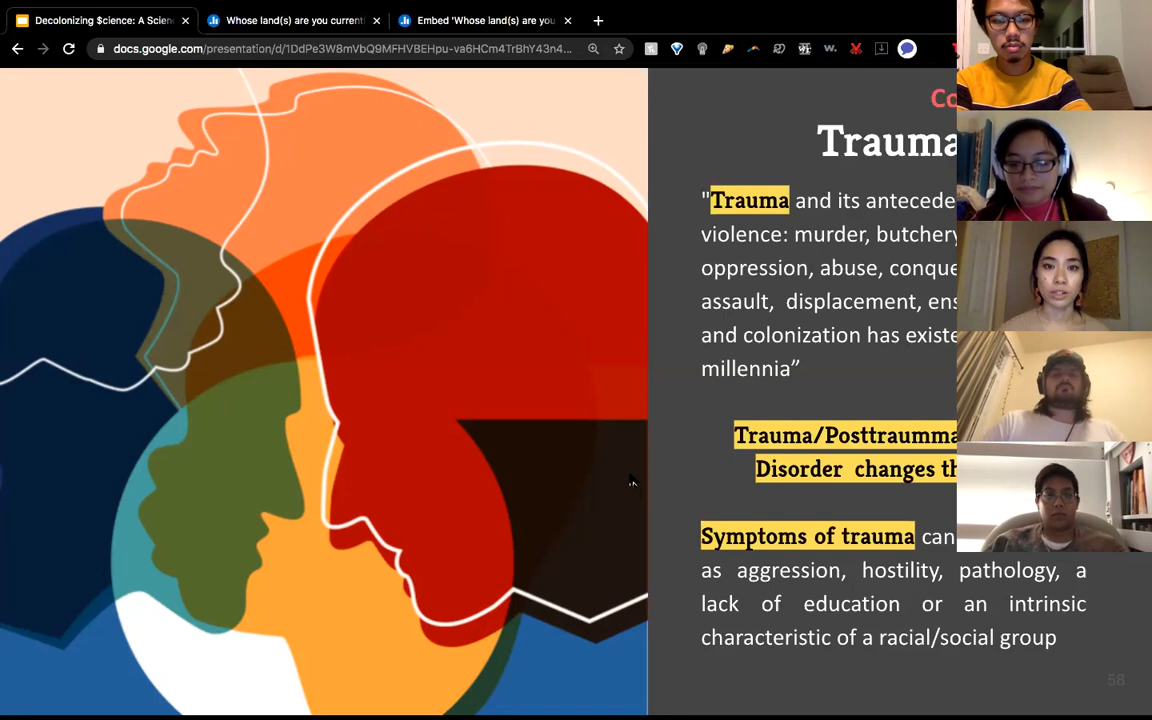 Decolonizing $cience: A Scien
Whose land(s) are you current
Embed 'Whose land(s) are you
docs.google.com/presentation/d/1DdPe3W8mVbQ9MFHVBEHpu-va6HCm4TrBhY43n4...
Co
Trauma
"Trauma and its antecede
violence: murder, butchery
oppression, abuse, conque
assault, displacement, ens
and colonization has existe
millennia”
Trauma/Posttraumma
Disorder changes th
Symptoms of trauma can
as aggression, hostility, pathology, a
lack of education or an intrinsic
characteristic of a racial/social group
58